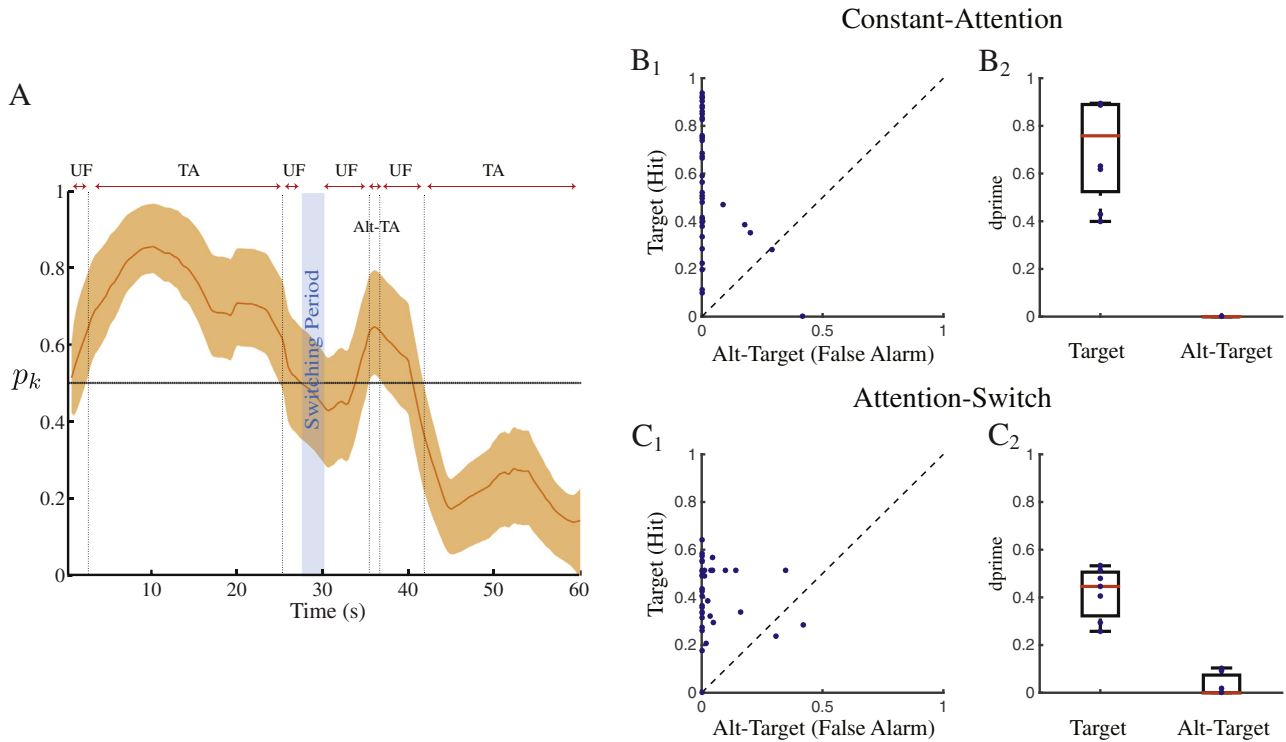 Constant-Attention
A
UF TA UF UF UF TA
Alt-TA
Switching Period
p_k
1
0.8
0.6
0.4
0.2
0
10 20 30 40 50 60
Time (s)
B1
Target (Hit)
1
0.8
0.6
0.4
0.2
0
0 0.5 1
Alt-Target (False Alarm)
B2
dprime
1
0.8
0.6
0.4
0.2
0
Target Alt-Target
Attention-Switch
C1
Target (Hit)
1
0.8
0.6
0.4
0.2
0
0 0.5 1
Alt-Target (False Alarm)
C2
dprime
1
0.8
0.6
0.4
0.2
0
Target Alt-Target